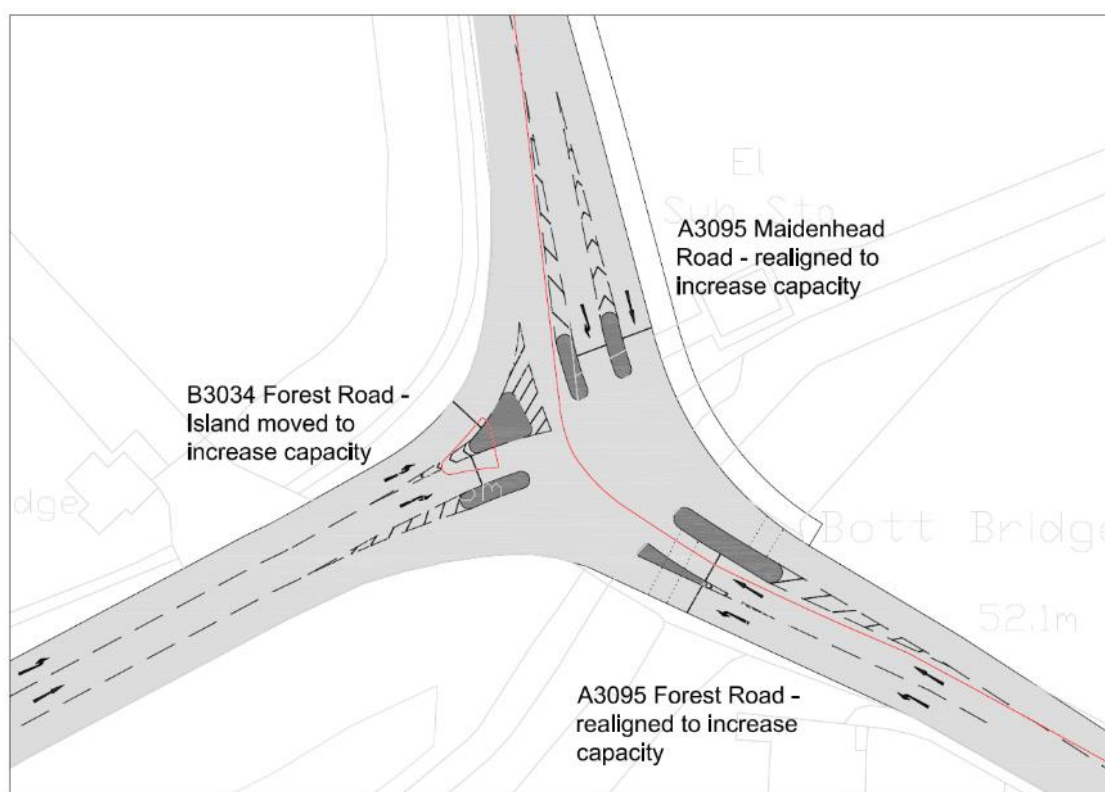 El
Sub Sta
A3095 Maidenhead
Road - realigned to
increase capacity
B3034 Forest Road -
Island moved to
increase capacity
Bott Bridge
52.1m
A3095 Forest Road -
realigned to increase
capacity